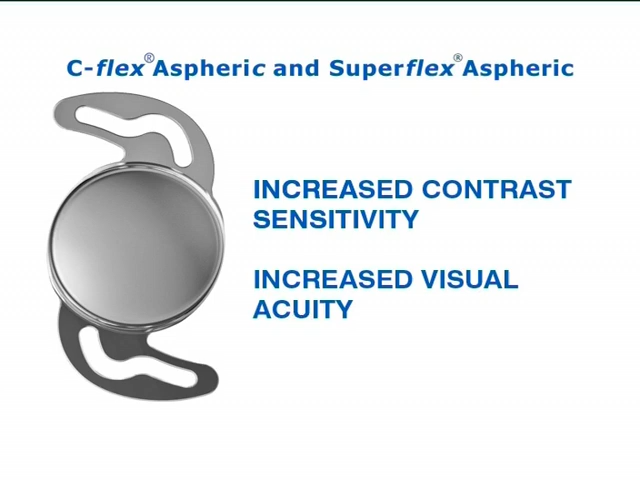 C-flex® Aspheric and Superflex® Aspheric
INCREASED CONTRAST
SENSITIVITY
INCREASED VISUAL
ACUITY